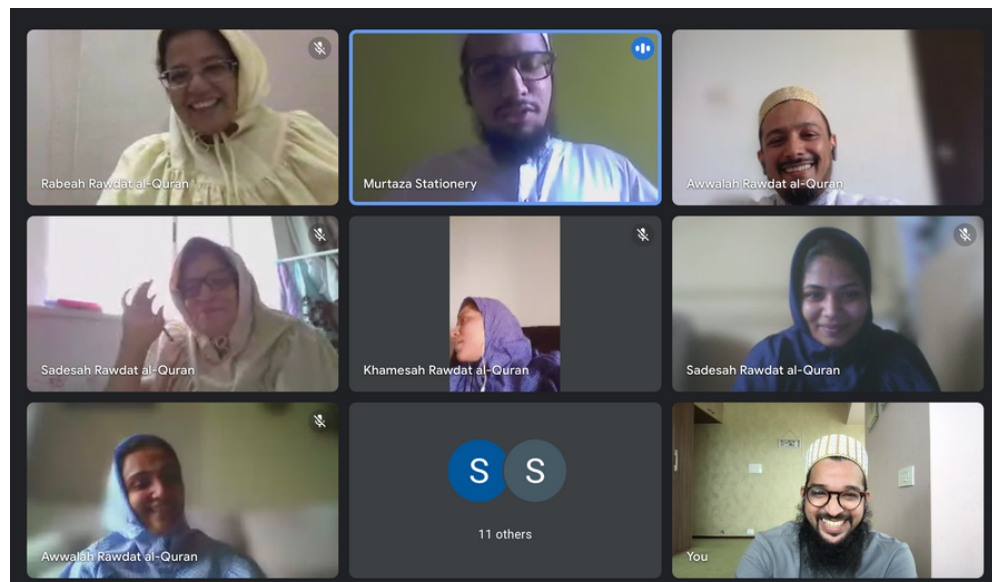 Rabeah Rawdat al-Quran
Murtaza Stationery
Awwalah Rawdat al-Quran
Sadesah Rawdat al-Quran
Khamesah Rawdat al-Quran
Sadesah Rawdat al-Quran
Awwalah Rawdat al-Quran
S S
11 others
You